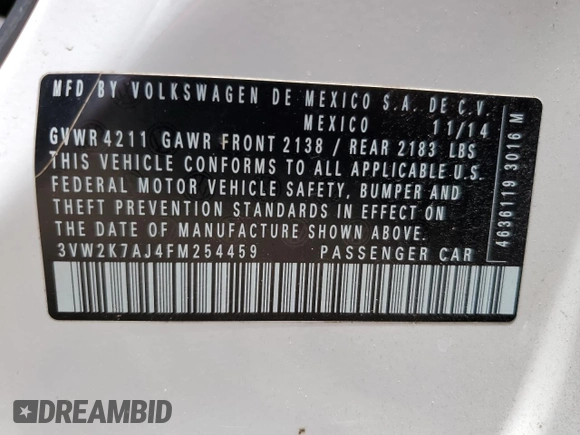 MFD BY VOLKSWAGEN DE MEXICO S.A. DE C.V.
MEXICO 11/14
GVWR 4211 GAWR FRONT 2138 / REAR 2183 LBS
THIS VEHICLE CONFORMS TO ALL APPLICABLE U.S.
FEDERAL MOTOR VEHICLE SAFETY, BUMPER AND
THEFT PREVENTION STANDARDS IN EFFECT ON
THE DATE OF MANUFACTURE SHOWN ABOVE.
3VW2K7AJ4FM254459 PASSENGER CAR
46361119 3016 M
DREAMBID